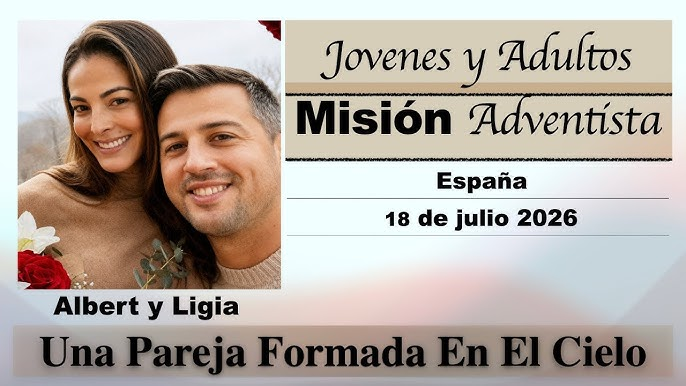 Jovenes y Adultos
Misión Adventista
España
18 de julio 2026
Albert y Ligia
Una Pareja Formada En El Cielo